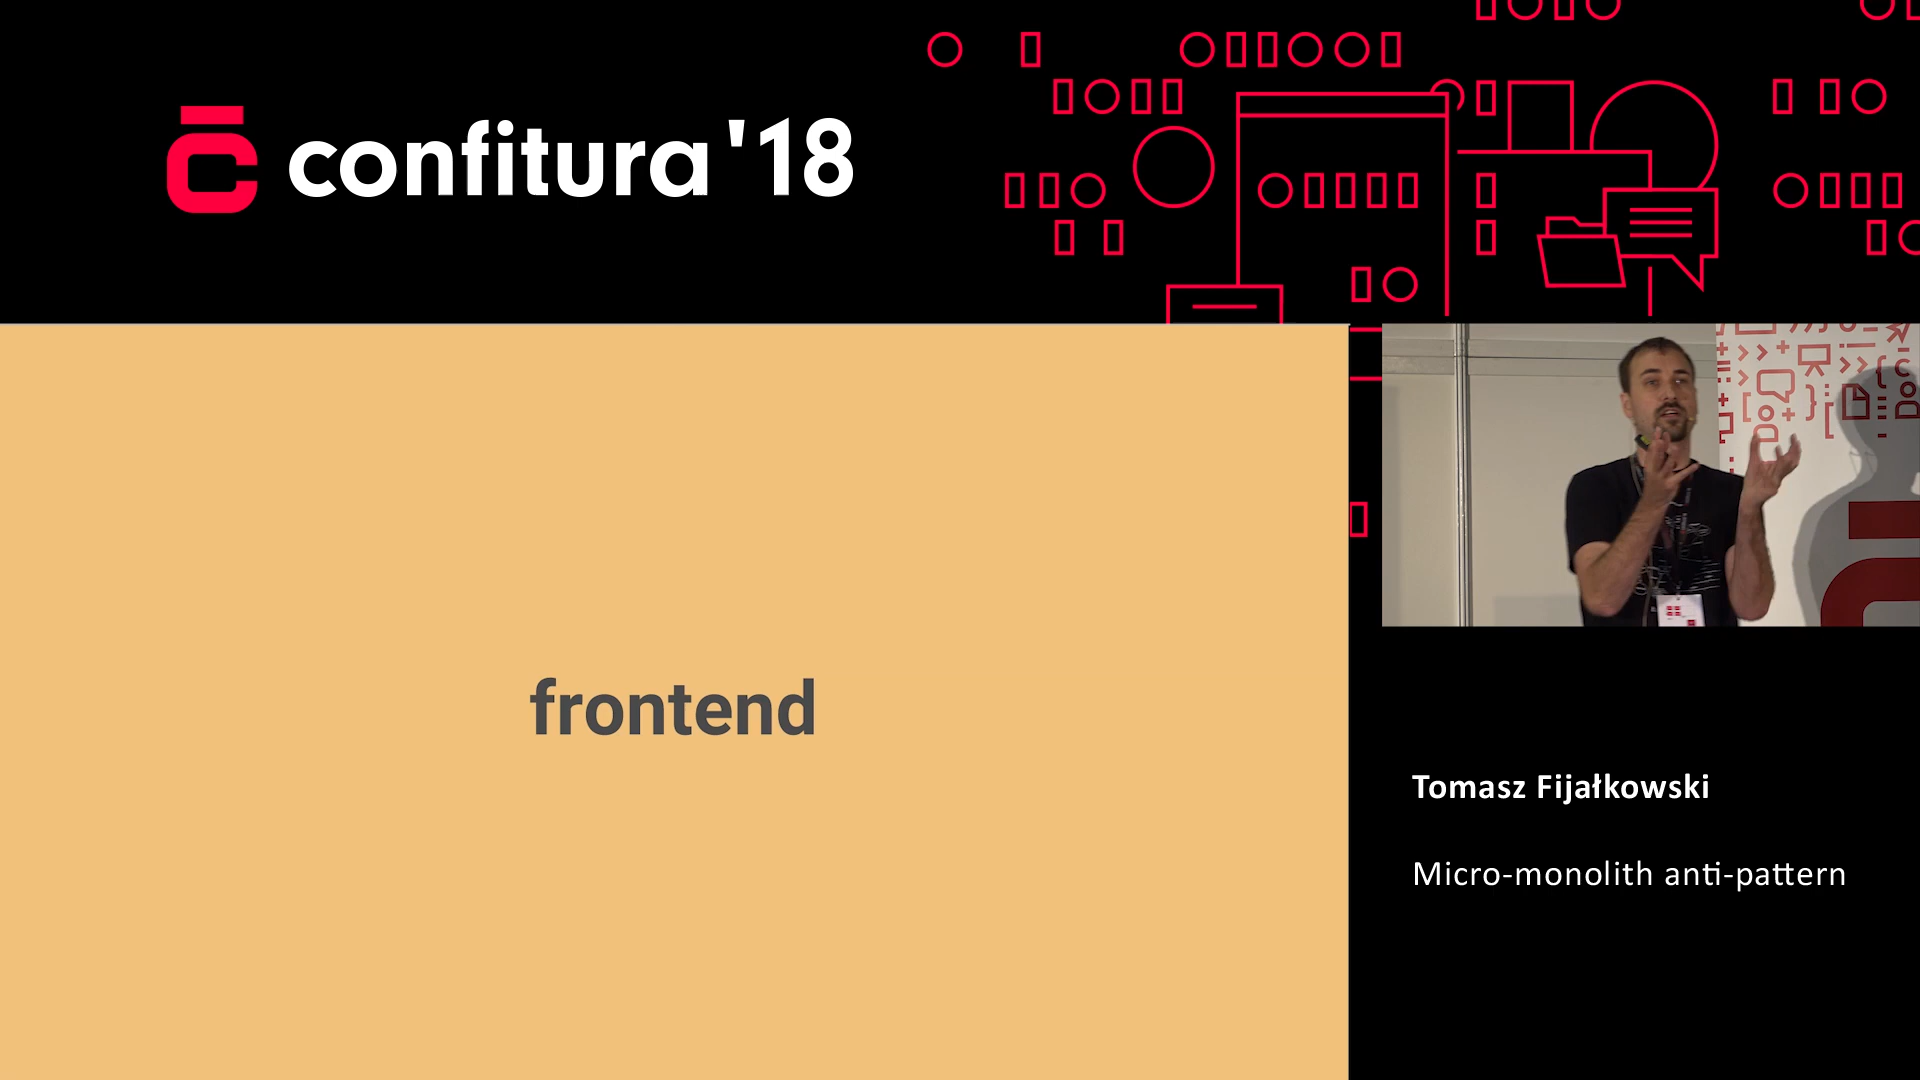 confitura '18
frontend
Tomasz Fijałkowski
Micro-monolith anti-pattern